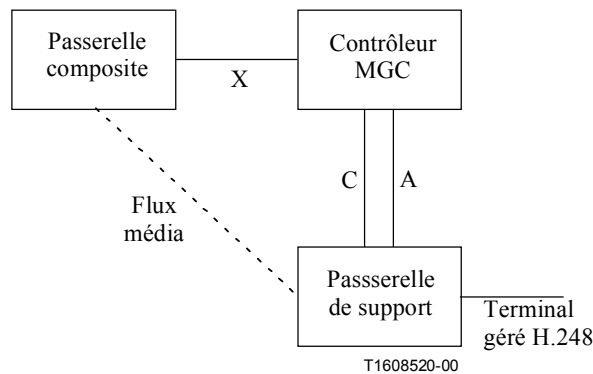 Passerelle
composite
Contrôleur
MGC
X
C
A
Flux
média
Passserelle
de support
Terminal
géré H.248
T1608520-00